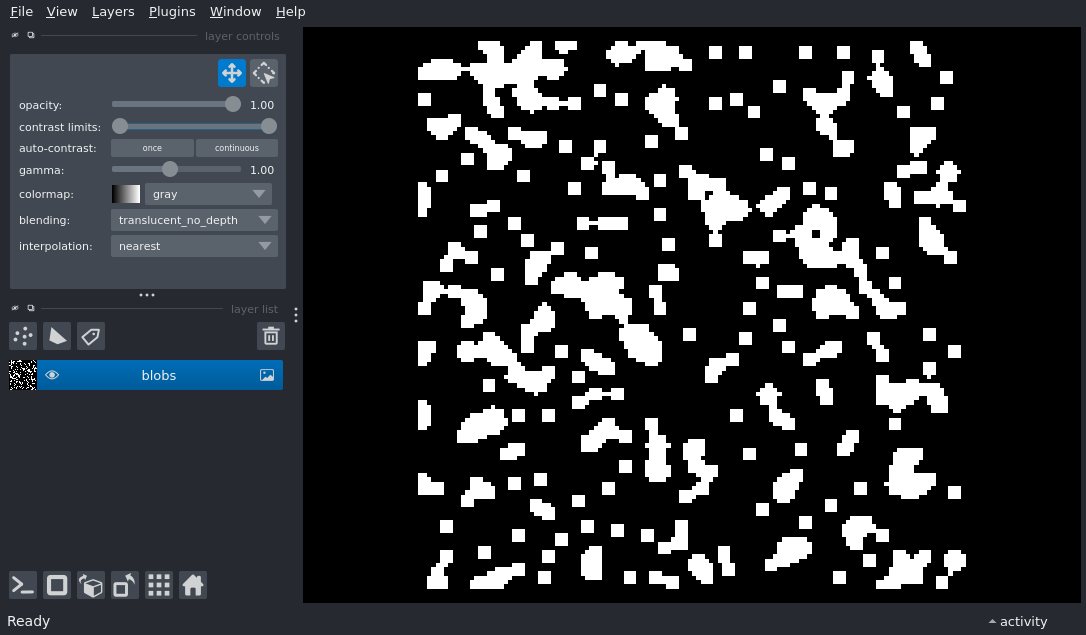 File View Layers Plugins Window Help
layer controls
opacity: 1.00
contrast limits:
auto-contrast: once continuous
gamma: 1.00
colormap: gray
blending: translucent_no_depth
interpolation: nearest
layer list
blobs
Ready activity